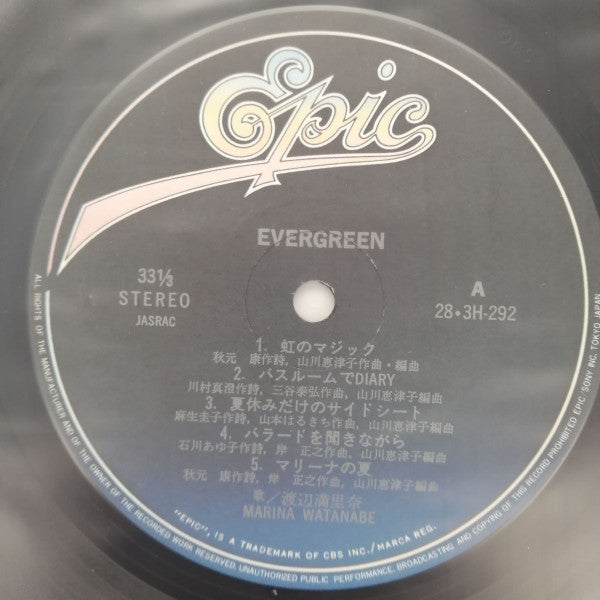 Epic
EVERGREEN
33⅓
STEREO
JASRAC
A
28・3H-292
1. 虹のマジック
秋元 康作詩, 山川恵津子作曲・編曲
2. バスルームでDIARY
川村真澄作詩, 三谷泰弘作曲, 山川恵津子編曲
3. 夏休みだけのサイドシート
麻生圭子作詩, 山本はるきち作曲, 山川恵津子編曲
4. バラードを聞きながら
石川あゆ子作詩, 岸 正之作曲, 山川恵津子編曲
5. マリーナの夏
秋元 康作詩, 岸 正之作曲, 山川恵津子編曲
歌／渡辺満里奈
MARINA WATANABE
"EPIC", IS A TRADEMARK OF CBS INC./MARCA REG.
ALL RIGHTS OF THE MANUFACTURER AND OF THE OWNER OF THE RECORDED WORK RESERVED. UNAUTHORIZED PUBLIC PERFORMANCE, BROADCASTING AND COPYING OF THIS RECORD PROHIBITED EPIC/SONY INC. TOKYO JAPAN